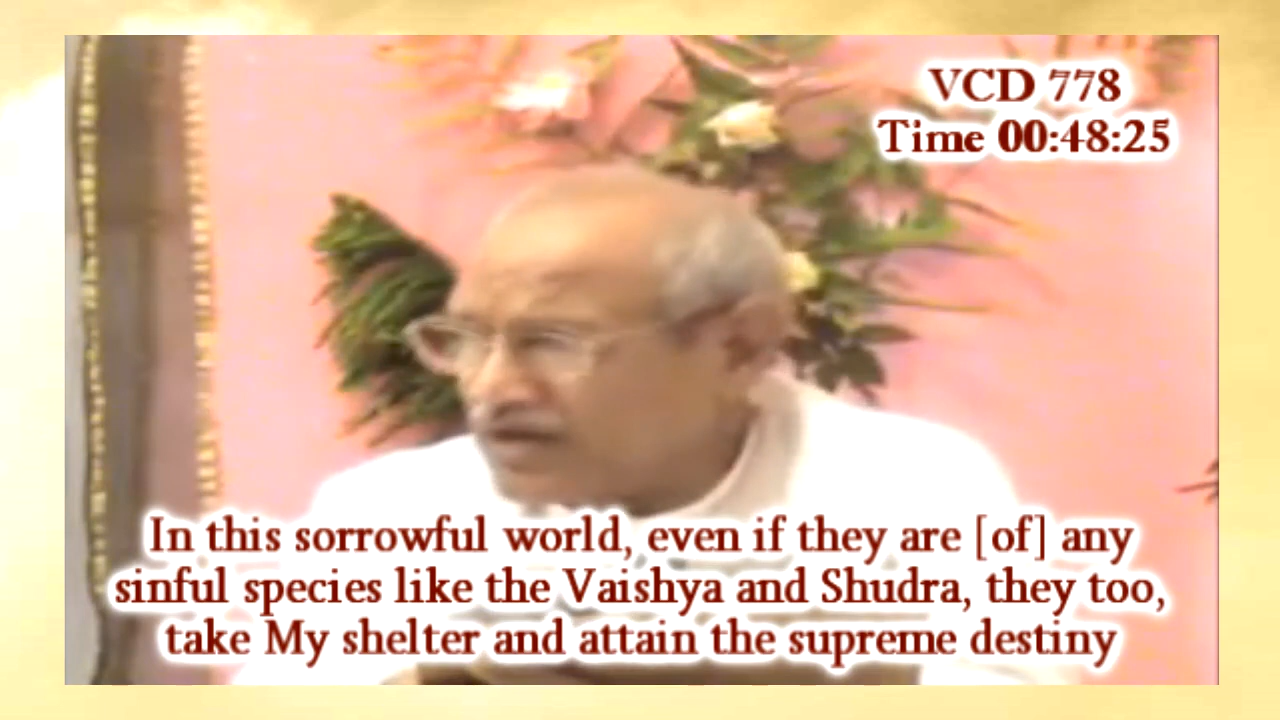 VCD 778
Time 00:48:25
In this sorrowful world, even if they are [of] any
sinful species like the Vaishya and Shudra, they too,
take My shelter and attain the supreme destiny